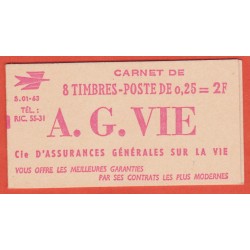 CARNET DE
8 TIMBRES-POSTE DE 0,25 = 2F
S. 01-63
TÉL. :
RIC. 55-31
A. G. VIE
Cie D'ASSURANCES GÉNÉRALES SUR LA VIE
VOUS OFFRE LES MEILLEURES GARANTIES
PAR SES CONTRATS LES PLUS MODERNES